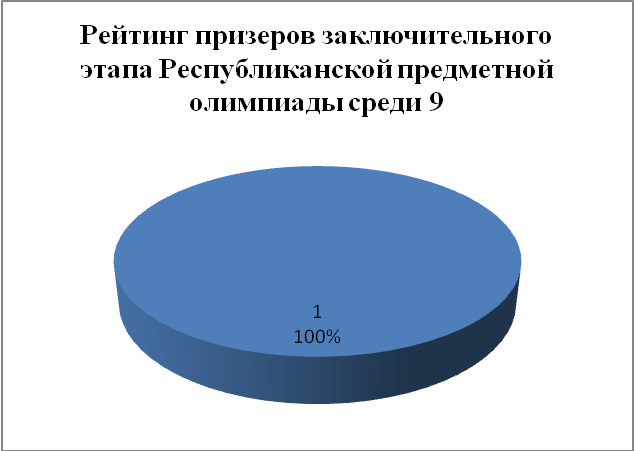 Рейтинг призеров заключительного
этапа Республиканской предметной
олимпиады среди 9
1
100%